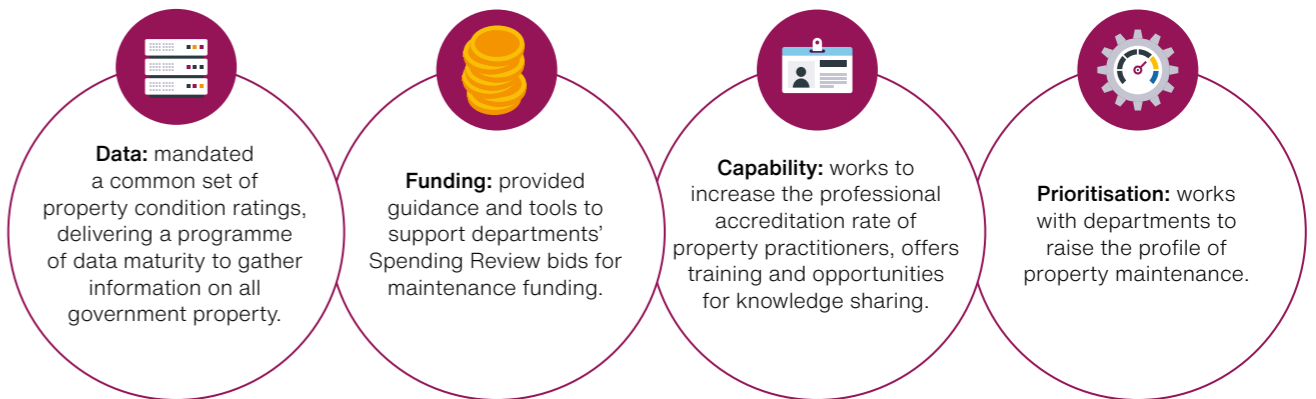 Data: mandated
a common set of
property condition ratings,
delivering a programme
of data maturity to gather
information on all
government property.
Funding: provided
guidance and tools to
support departments’
Spending Review bids for
maintenance funding.
Capability: works to
increase the professional
accreditation rate of
property practitioners, offers
training and opportunities
for knowledge sharing.
Prioritisation: works
with departments to
raise the profile of
property maintenance.